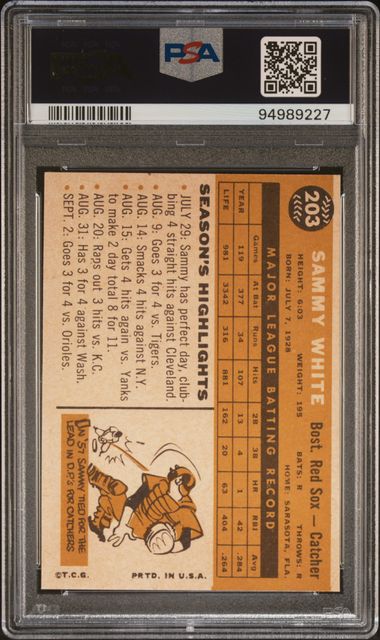 PSA
94989227
203
SAMMY WHITE
Bost. Red Sox — Catcher
HEIGHT: 6:03 WEIGHT: 195 BATS: R THROWS: R
BORN: JULY 7, 1928 HOME: SARASOTA, FLA.
MAJOR LEAGUE BATTING RECORD
Games At Bat Runs Hits 2B 3B HR RBI Avg
YEAR 119 377 34 107 13 4 1 42 .284
LIFE 981 3342 316 881 162 20 63 404 .264
SEASON'S HIGHLIGHTS
• JULY 29: Sammy has perfect day, club-
bing 4 straight hits against Cleveland
• AUG. 9: Goes 3 for 4 vs. Tigers.
• AUG. 14: Smacks 4 hits against N.Y.
• AUG. 15: Gets 4 hits again vs. Yanks
to make 2 day total 8 for 11.
• AUG. 20: Raps out 3 hits vs. K.C.
• AUG. 31: Has 3 for 4 against Wash.
• SEPT. 2: Goes 3 for 4 vs. Orioles.
IN '57 SAMMY TIED FOR THE
LEAD IN D.P.'S FOR CATCHERS
©T.C.G. PRTD. IN U.S.A.